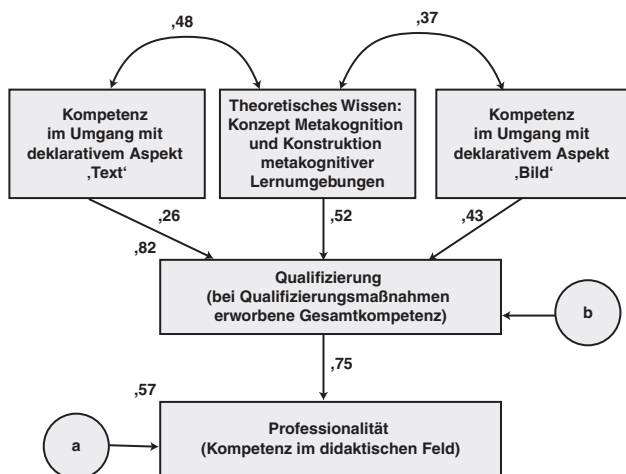 ,48
,37
Kompetenz
im Umgang mit
deklarativem Aspekt
‚Text‘
Theoretisches Wissen:
Konzept Metakognition
und Konstruktion
metakognitiver
Lernumgebungen
Kompetenz
im Umgang mit
deklarativem Aspekt
‚Bild‘
,26
,52
,43
,82
Qualifizierung
(bei Qualifizierungsmaßnahmen
erworbene Gesamtkompetenz)
b
,75
,57
Professionalität
(Kompetenz im didaktischen Feld)
a